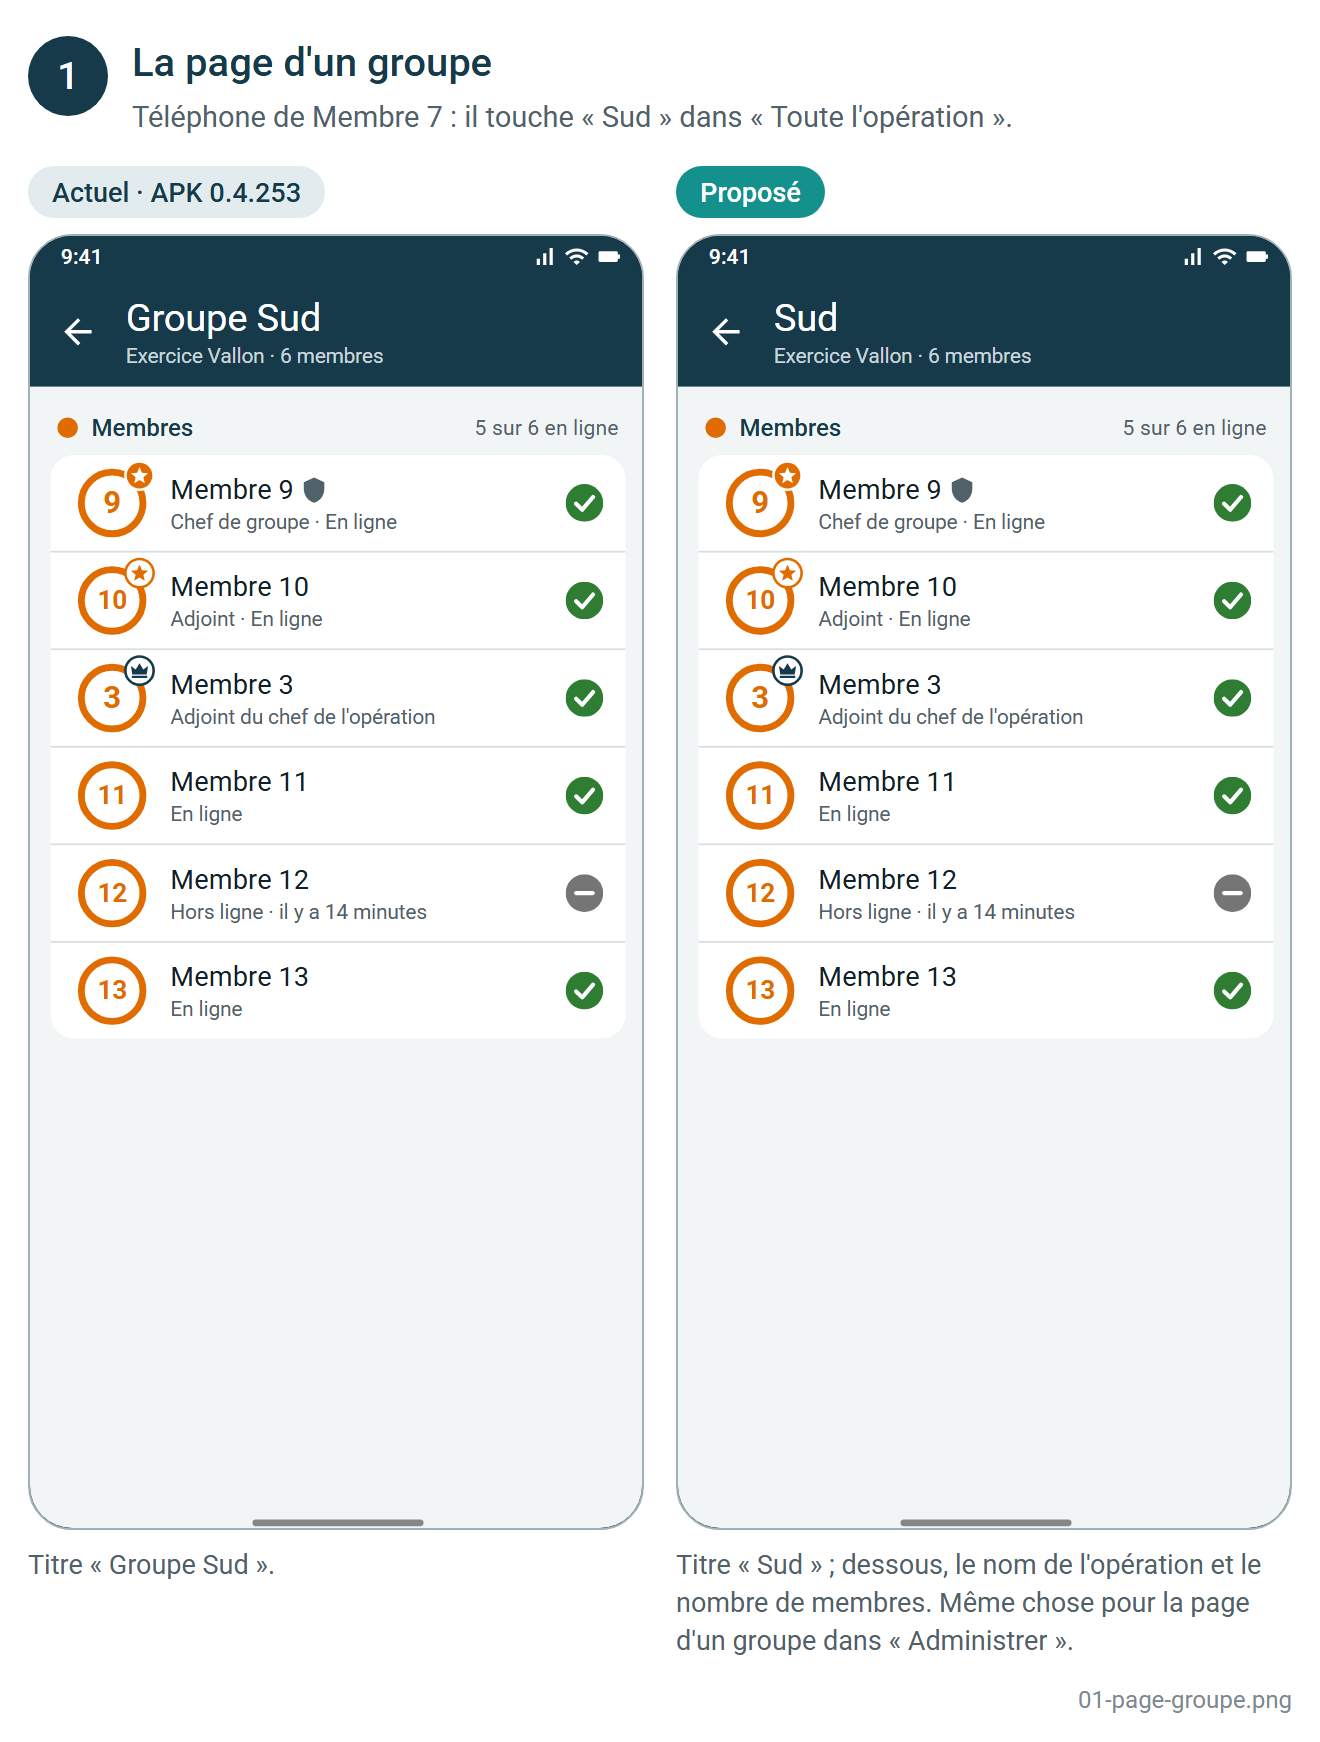 1
La page d'un groupe
Téléphone de Membre 7 : il touche « Sud » dans « Toute l'opération ».
Actuel · APK 0.4.253
9:41
Groupe Sud
Exercice Vallon · 6 membres
Membres
5 sur 6 en ligne
9
Membre 9
Chef de groupe · En ligne
10
Membre 10
Adjoint · En ligne
3
Membre 3
Adjoint du chef de l'opération
11
Membre 11
En ligne
12
Membre 12
Hors ligne · il y a 14 minutes
13
Membre 13
En ligne
Titre « Groupe Sud ».
Proposé
9:41
Sud
Exercice Vallon · 6 membres
Membres
5 sur 6 en ligne
9
Membre 9
Chef de groupe · En ligne
10
Membre 10
Adjoint · En ligne
3
Membre 3
Adjoint du chef de l'opération
11
Membre 11
En ligne
12
Membre 12
Hors ligne · il y a 14 minutes
13
Membre 13
En ligne
Titre « Sud » ; dessous, le nom de l'opération et le
nombre de membres. Même chose pour la page
d'un groupe dans « Administrer ».
01-page-groupe.png